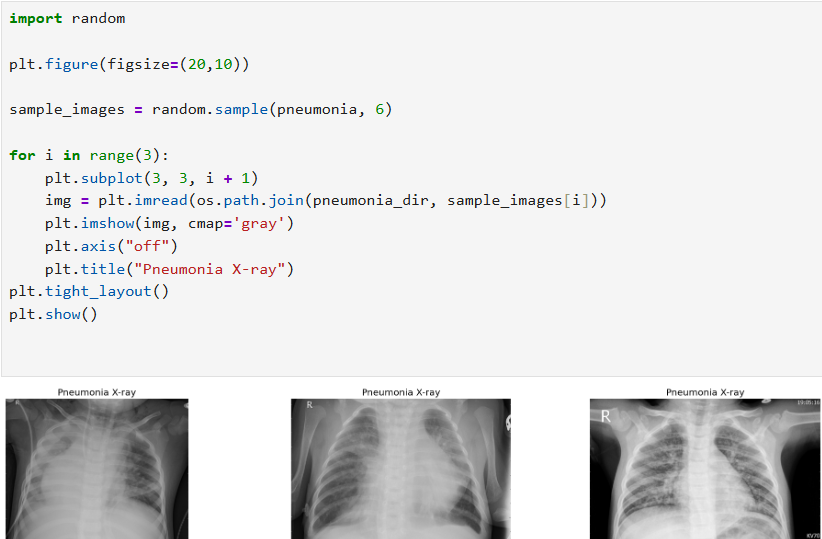 import random
plt.figure(figsize=(20,10))
sample_images = random.sample(pneumonia, 6)
for i in range(3):
    plt.subplot(3, 3, i + 1)
    img = plt.imread(os.path.join(pneumonia_dir, sample_images[i]))
    plt.imshow(img, cmap='gray')
    plt.axis("off")
    plt.title("Pneumonia X-ray")
plt.tight_layout()
plt.show()
Pneumonia X-ray Pneumonia X-ray Pneumonia X-ray
R R R
KV70